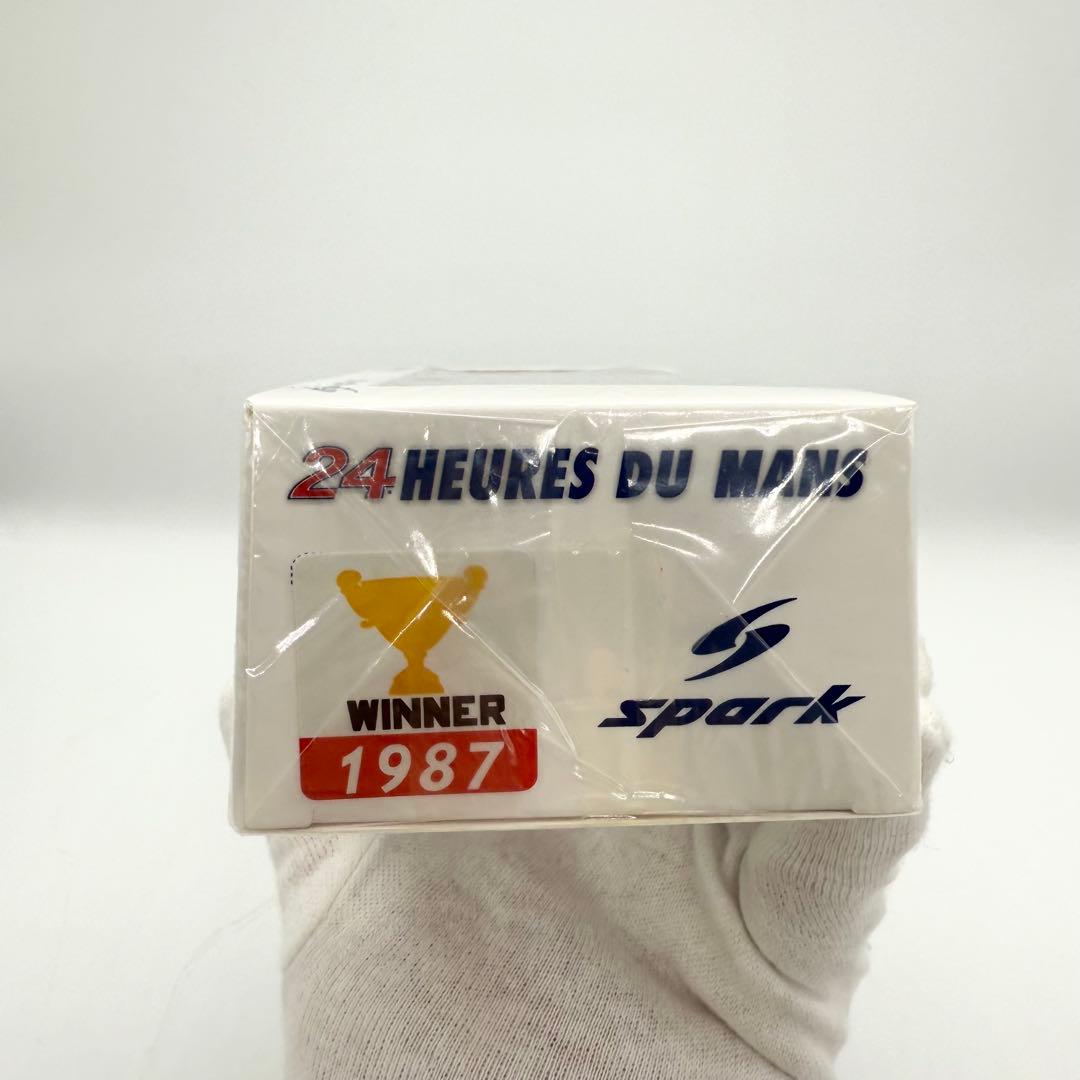 24 HEURES DU MANS
WINNER
1987
spark